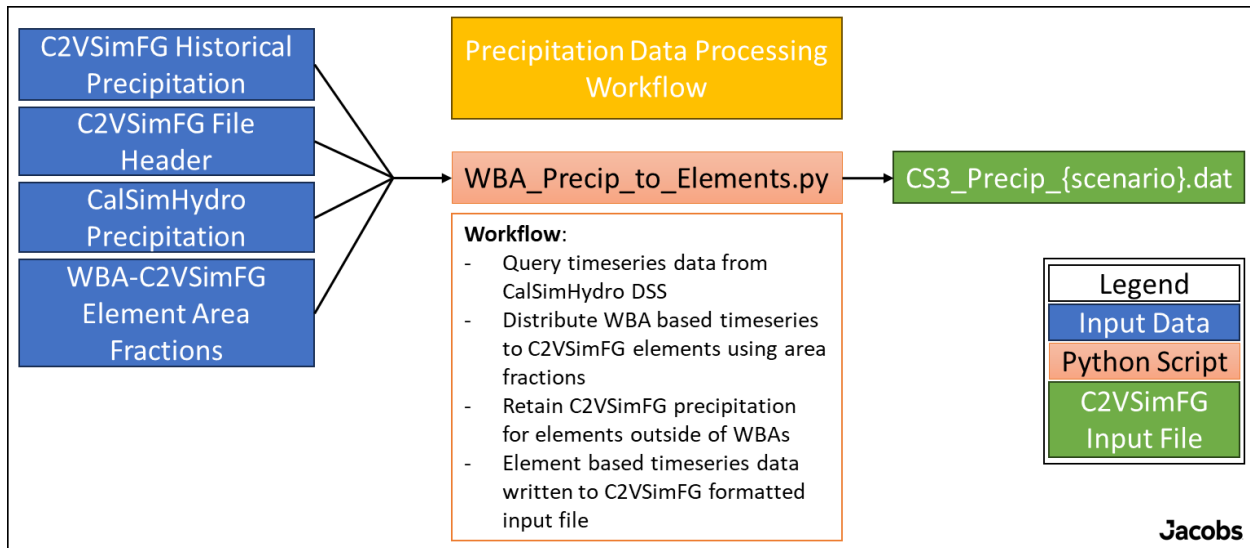 C2VSimFG Historical
Precipitation
C2VSimFG File
Header
CalSimHydro
Precipitation
WBA-C2VSimFG
Element Area
Fractions
Precipitation Data Processing
Workflow
WBA_Precip_to_Elements.py
CS3_Precip_{scenario}.dat
Workflow:
- Query timeseries data from
CalSimHydro DSS
- Distribute WBA based timeseries
to C2VSimFG elements using area
fractions
- Retain C2VSimFG precipitation
for elements outside of WBAs
- Element based timeseries data
written to C2VSimFG formatted
input file
Legend
Input Data
Python Script
C2VSimFG
Input File
Jacobs